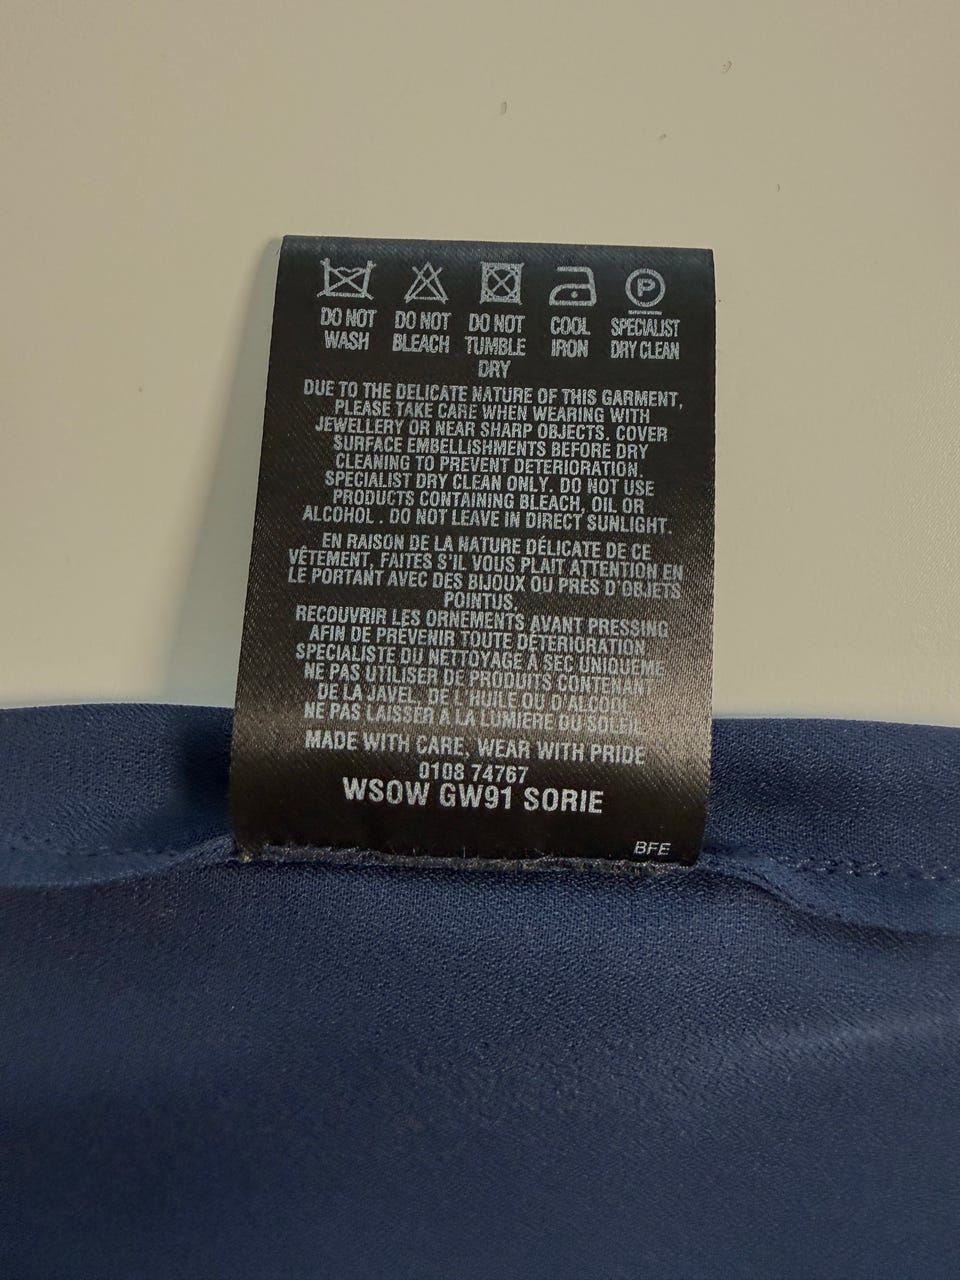 P
DO NOT WASH
DO NOT BLEACH
DO NOT TUMBLE DRY
COOL IRON
SPECIALIST DRY CLEAN
DUE TO THE DELICATE NATURE OF THIS GARMENT,
PLEASE TAKE CARE WHEN WEARING WITH
JEWELLERY OR NEAR SHARP OBJECTS. COVER
SURFACE EMBELLISHMENTS BEFORE DRY
CLEANING TO PREVENT DETERIORATION.
SPECIALIST DRY CLEAN ONLY. DO NOT USE
PRODUCTS CONTAINING BLEACH, OIL OR
ALCOHOL . DO NOT LEAVE IN DIRECT SUNLIGHT.
EN RAISON DE LA NATURE DÉLICATE DE CE
VÊTEMENT, FAITES S'IL VOUS PLAIT ATTENTION EN
LE PORTANT AVEC DES BIJOUX OU PRÈS D'OBJETS
POINTUS.
RECOUVRIR LES ORNEMENTS AVANT PRESSING
AFIN DE PRÉVENIR TOUTE DÉTERIORATION
SPÉCIALISTE DU NETTOYAGE À SEC UNIQUEME
NE PAS UTILISER DE PRODUITS CONTENANT
DE LA JAVEL, DE L'HUILE OU D'ALCOOL
NE PAS LAISSER A LA LUMIÈRE DU SOLEIL.
MADE WITH CARE, WEAR WITH PRIDE
0108 74767
WSOW GW91 SORIE
BFE